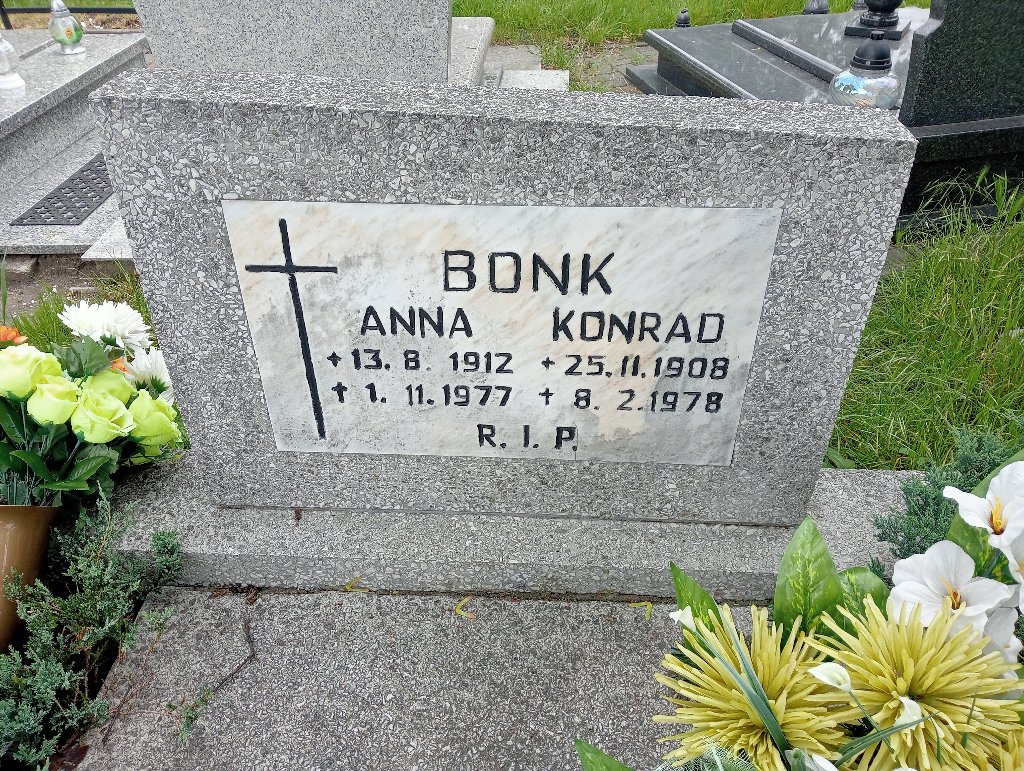 BONK
ANNA KONRAD
+ 13. 8. 1912 + 25. 11. 1908
✝ 1. 11. 1977 ✝ 8. 2. 1978
R. I. P.